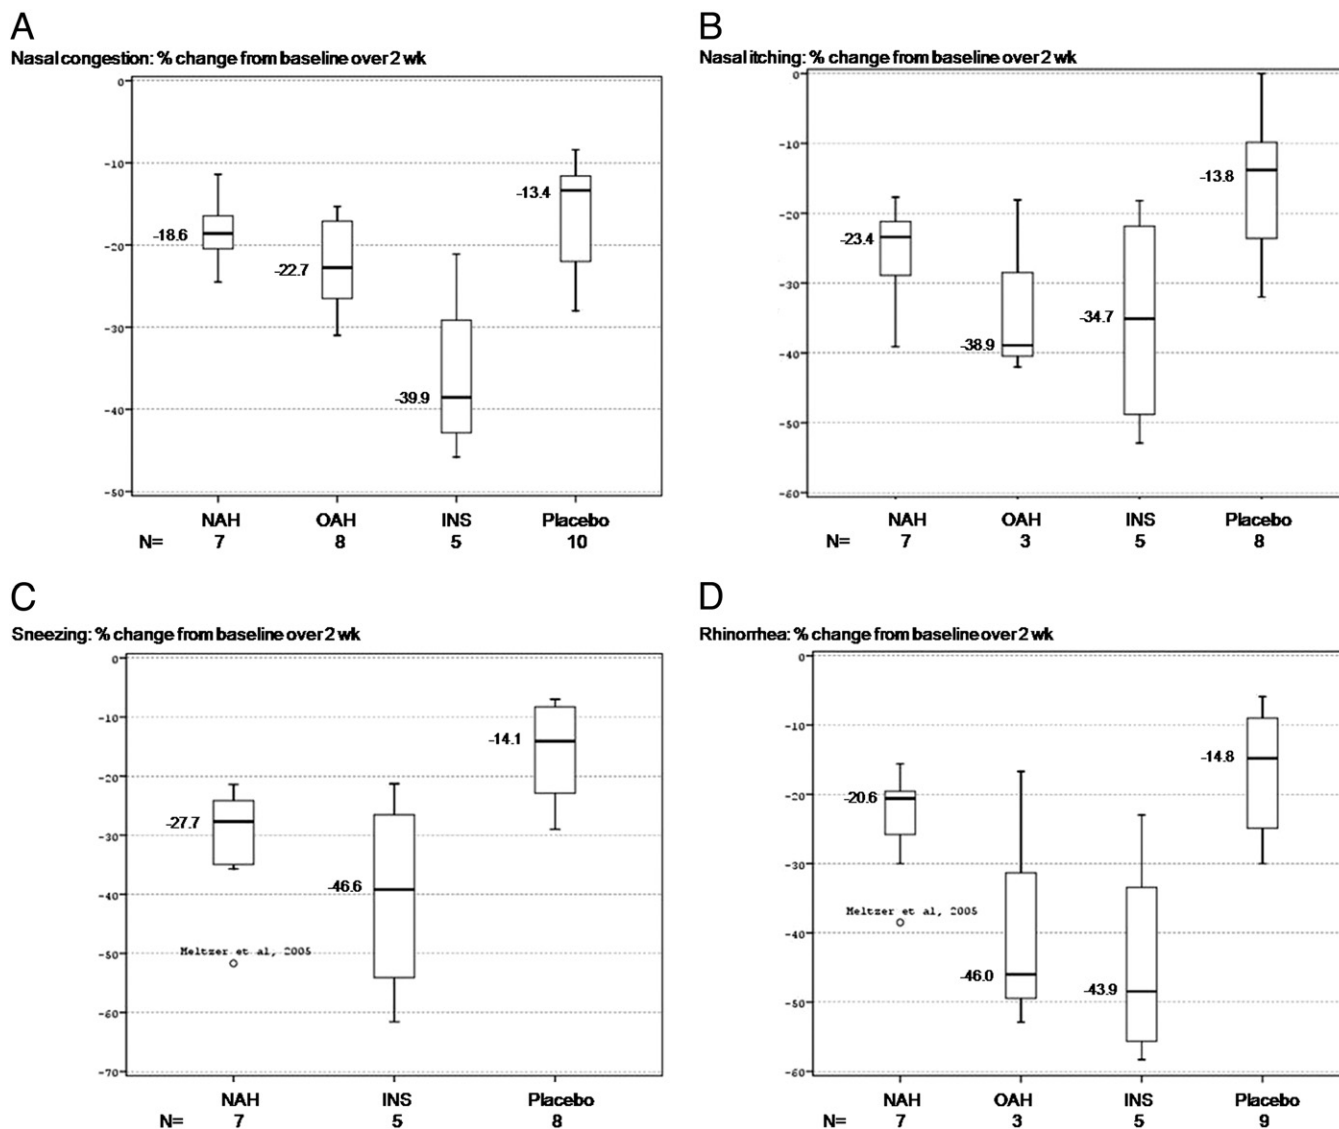 A
Nasal congestion: % change from baseline over 2 wk
0
-10
-20
-30
-40
-50
-18.6
-22.7
-39.9
-13.4
NAH OAH INS Placebo
N= 7 8 5 10
B
Nasal itching: % change from baseline over 2 wk
0
-10
-20
-30
-40
-50
-60
-23.4
-38.9
-34.7
-13.8
NAH OAH INS Placebo
N= 7 3 5 8
C
Sneezing: % change from baseline over 2 wk
0
-10
-20
-30
-40
-50
-60
-70
-27.7
-46.6
-14.1
Meltzer et al, 2005
NAH INS Placebo
N= 7 5 8
D
Rhinorrhea: % change from baseline over 2 wk
0
-10
-20
-30
-40
-50
-60
-20.6
-46.0
-43.9
-14.8
Meltzer et al, 2005
NAH OAH INS Placebo
N= 7 3 5 9